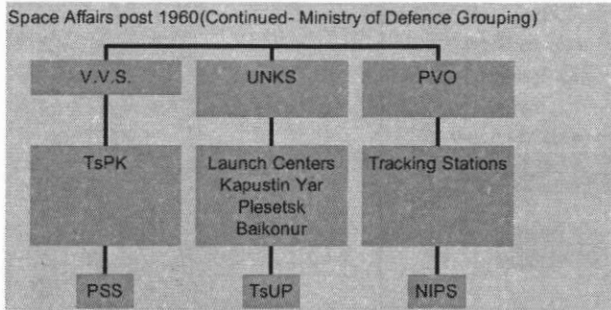 Space Affairs post 1960(Continued- Ministry of Defence Grouping)
V.V.S.
UNKS
PVO
TsPK
Launch Centers
Kapustin Yar
Plesetsk
Baikonur
Tracking Stations
PSS
TsUP
NIPS